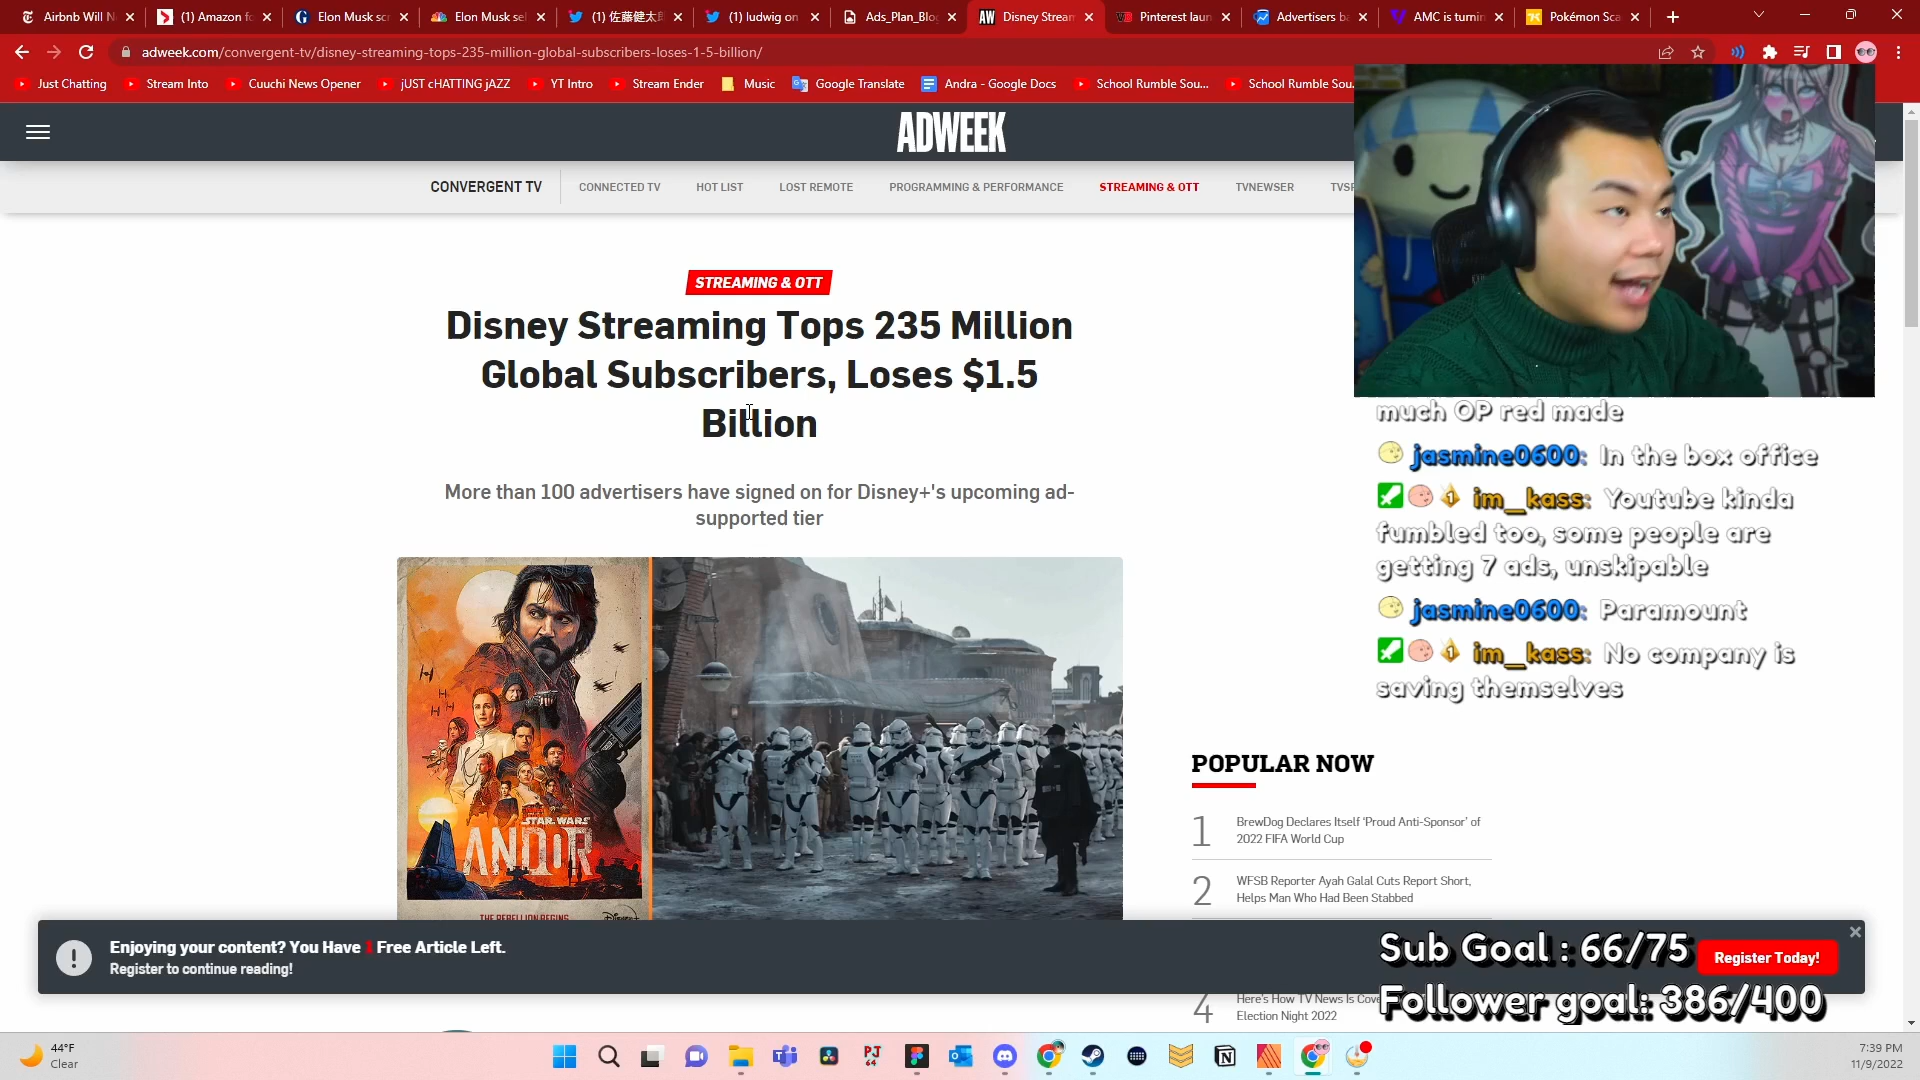 Airbnb Will N
(1) Amazon fo
Elon Musk scr
Elon Musk sel
(1) 佐藤健太郎
(1) ludwig on
Ads_Plan_Blo
Disney Stream
Pinterest laun
Advertisers ba
AMC is turnin
Pokémon Sca
adweek.com/convergent-tv/disney-streaming-tops-235-million-global-subscribers-loses-1-5-billion/
Just Chatting
Stream Into
Cuuchi News Opener
jUST cHATTING jAZZ
YT Intro
Stream Ender
Music
Google Translate
Andra - Google Docs
School Rumble Sou...
School Rumble Sou.
ADWEEK
CONVERGENT TV
CONNECTED TV
HOT LIST
LOST REMOTE
PROGRAMMING & PERFORMANCE
STREAMING & OTT
TVNEWSER
TVSP
STREAMING & OTT
Disney Streaming Tops 235 Million
Global Subscribers, Loses $1.5
Billion
More than 100 advertisers have signed on for Disney+'s upcoming ad-
supported tier
STAR WARS
ANDOR
THE REBELLION BEGINS
Disney+
much OP red made
jasmine0600: In the box office
im_kass: Youtube kinda
fumbled too, some people are
getting 7 ads, unskipable
jasmine0600: Paramount
im_kass: No company is
saving themselves
POPULAR NOW
1
BrewDog Declares Itself ‘Proud Anti-Sponsor’ of
2022 FIFA World Cup
2
WFSB Reporter Ayah Galal Cuts Report Short,
Helps Man Who Had Been Stabbed
4
Here's How TV News Is Cove
Election Night 2022
Enjoying your content? You Have 1 Free Article Left.
Register to continue reading!
Register Today!
Sub Goal : 66/75
Follower goal: 386/400
44°F
Clear
7:39 PM
11/9/2022